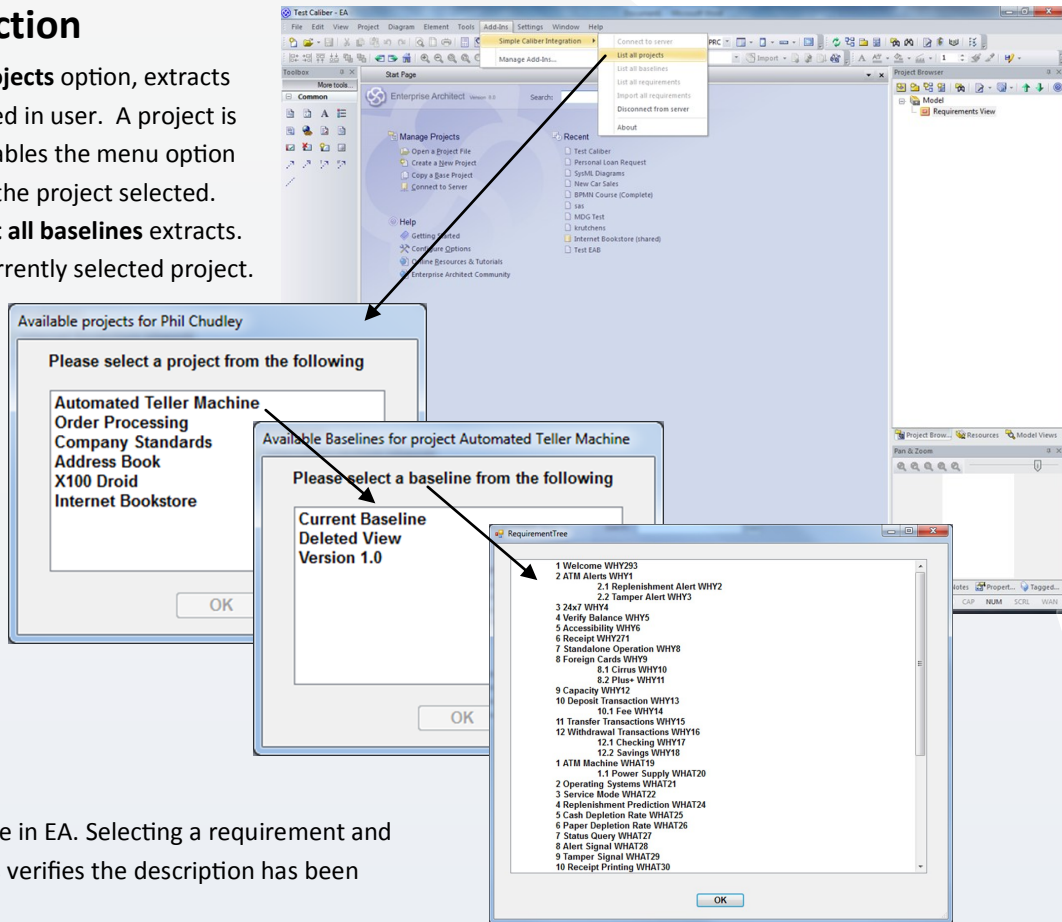 ction
ojects option, extracts
ed in user. A project is
ables the menu option
the project selected.
t all baselines extracts.
urrently selected project.
Test Caliber - EA
File Edit View Project Diagram Element Tools Add-Ins Settings Window Help
Simple Caliber Integration
Manage Add-Ins...
Connect to server
List all projects
List all baselines
List all requirements
Import all requirements
Disconnect from server
About
Import
Toolbox
More tools...
Common
Start Page
Enterprise Architect
Search:
Manage Projects
Open a Project File
Create a New Project
Copy a Base Project
Connect to Server
Help
Getting Started
Configure Options
Online Resources & Tutorials
Enterprise Architect Community
Recent
Test Caliber
Personal Loan Request
SysML Diagrams
New Car Sales
BPMN Course (Complete)
sas
MDG Test
krutchens
Internet Bookstore (shared)
Test EAB
Project Browser
Model
Requirements View
Project Brow... Resources Model Views
Pan & Zoom
Notes Propert... Tagged...
CAP NUM SCRL WAN
Available projects for Phil Chudley
Please select a project from the following
Automated Teller Machine
Order Processing
Company Standards
Address Book
X100 Droid
Internet Bookstore
OK
Available Baselines for project Automated Teller Machine
Please select a baseline from the following
Current Baseline
Deleted View
Version 1.0
OK
RequirementTree
1 Welcome WHY293
2 ATM Alerts WHY1
2.1 Replenishment Alert WHY2
2.2 Tamper Alert WHY3
3 24x7 WHY4
4 Verify Balance WHY5
5 Accessibility WHY6
6 Receipt WHY271
7 Standalone Operation WHY8
8 Foreign Cards WHY9
8.1 Cirrus WHY10
8.2 Plus+ WHY11
9 Capacity WHY12
10 Deposit Transaction WHY13
10.1 Fee WHY14
11 Transfer Transactions WHY15
12 Withdrawal Transactions WHY16
12.1 Checking WHY17
12.2 Savings WHY18
1 ATM Machine WHAT19
1.1 Power Supply WHAT20
2 Operating Systems WHAT21
3 Service Mode WHAT22
4 Replenishment Prediction WHAT24
5 Cash Depletion Rate WHAT25
6 Paper Depletion Rate WHAT26
7 Status Query WHAT27
8 Alert Signal WHAT28
9 Tamper Signal WHAT29
10 Receipt Printing WHAT30
OK
e in EA. Selecting a requirement and
verifies the description has been